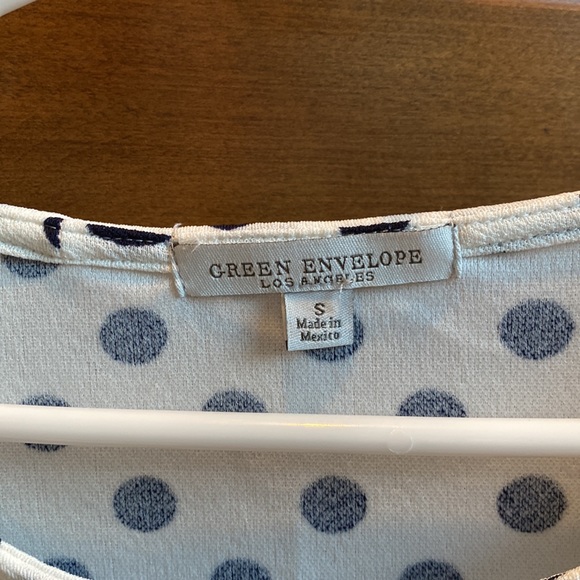 GREEN ENVELOPE
LOS ANGELES
S
Made in
Mexico